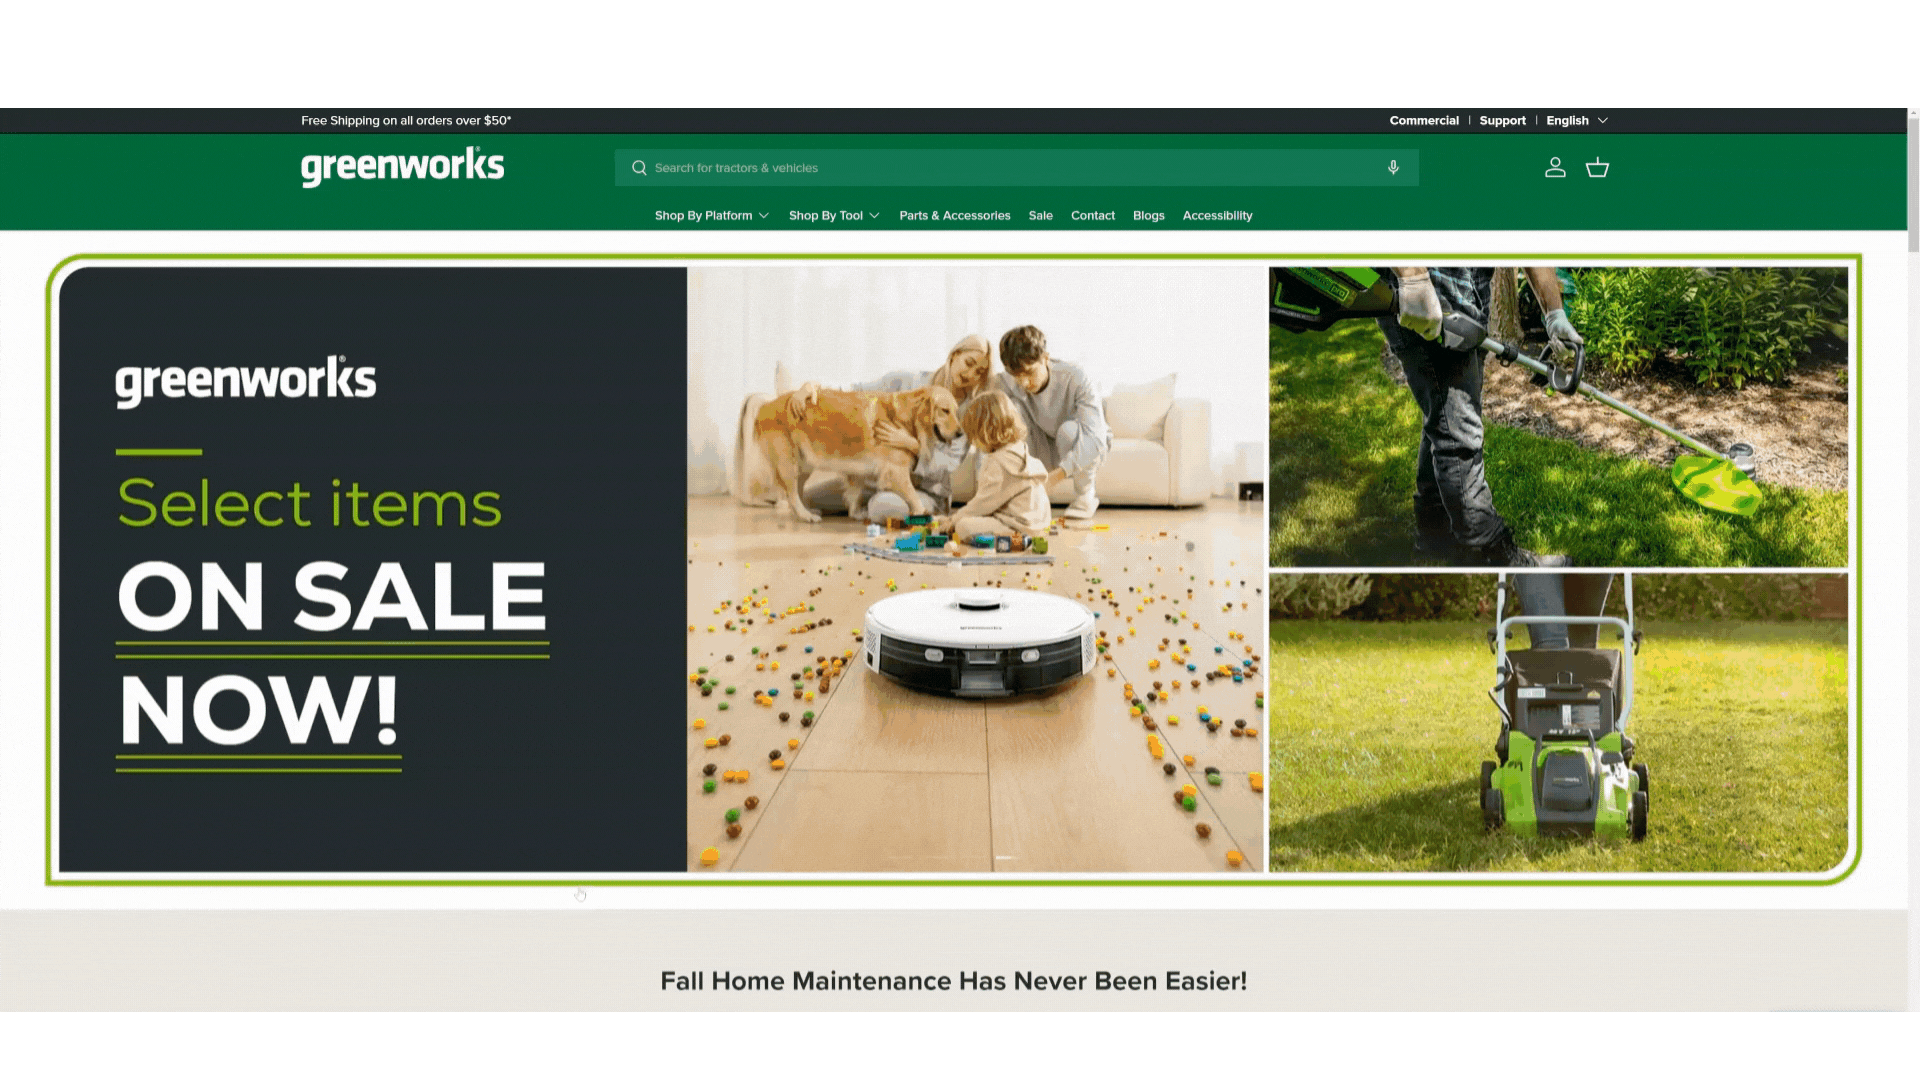 Free Shipping on all orders over $50*
Commercial | Support | English
greenworks®
Search for tractors & vehicles
Shop By Platform Shop By Tool Parts & Accessories Sale Contact Blogs Accessibility
greenworks®
Select items
ON SALE
NOW!
greenworks
Fall Home Maintenance Has Never Been Easier!